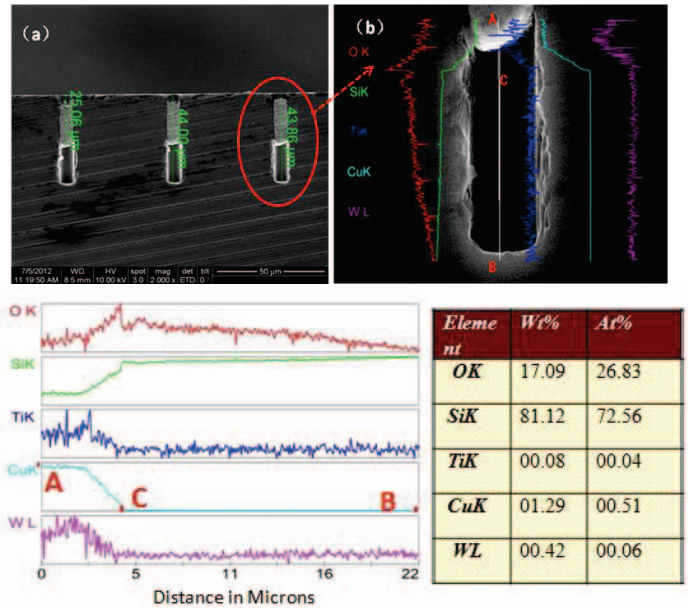 (a)
25.06 µm
44.00 µm
43.86 µm
7/5/2012 WD HV spot mag det tilt 50 µm
11:19:50 AM 8.5 mm 10.00 kV 3.0 2 000 x ETD 0 °
(b)
A
O K
C
SiK
TiK
CuK
W L
B
O K
SiK
TiK
CuK
A C B
W L
0 5 11 16 22
Distance in Microns
Eleme Wt% At%
nt
OK 17.09 26.83
SiK 81.12 72.56
TiK 00.08 00.04
CuK 01.29 00.51
WL 00.42 00.06